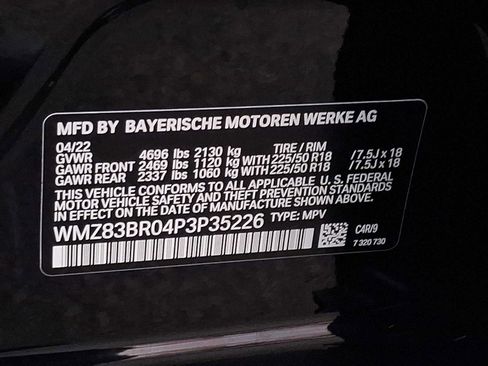 MFD BY BAYERISCHE MOTOREN WERKE AG
04/22 TIRE / RIM
GVWR 4696 lbs 2130 kg
GAWR FRONT 2469 lbs 1120 kg WITH 225/50 R18 /7.5J x 18
GAWR REAR 2337 lbs 1060 kg WITH 225/50 R18 /7.5J x 18
THIS VEHICLE CONFORMS TO ALL APPLICABLE U.S. FEDERAL
MOTOR VEHICLE SAFETY AND THEFT PREVENTION STANDARDS
IN EFFECT ON THE DATE OF MANUFACTURE SHOWN ABOVE.
WMZ83BR04P3P35226 TYPE: MPV
C4R/9
7 320 730